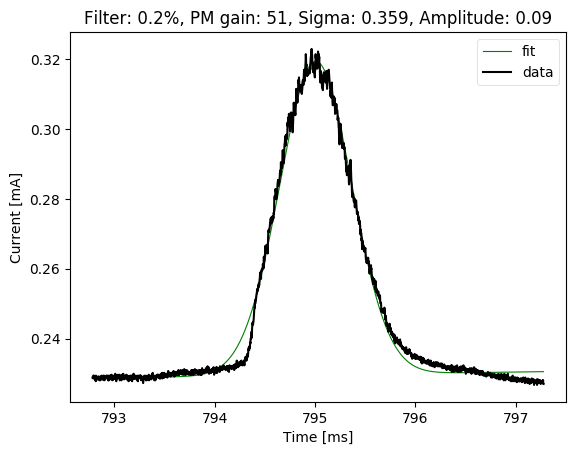 Filter: 0.2%, PM gain: 51, Sigma: 0.359, Amplitude: 0.09
fit
data
0.32
0.30
0.28
0.26
0.24
Current [mA]
793
794
795
796
797
Time [ms]